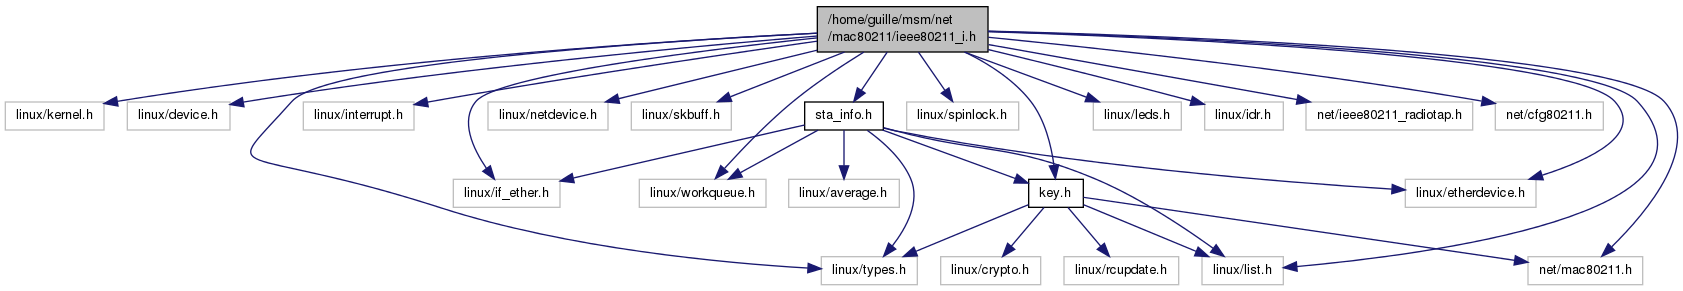 /home/guille/msm/net
/mac80211/ieee80211_i.h
linux/kernel.h
linux/device.h
linux/interrupt.h
linux/netdevice.h
linux/skbuff.h
sta_info.h
linux/spinlock.h
linux/leds.h
linux/idr.h
net/ieee80211_radiotap.h
net/cfg80211.h
linux/if_ether.h
linux/workqueue.h
linux/average.h
key.h
linux/etherdevice.h
linux/types.h
linux/crypto.h
linux/rcupdate.h
linux/list.h
net/mac80211.h